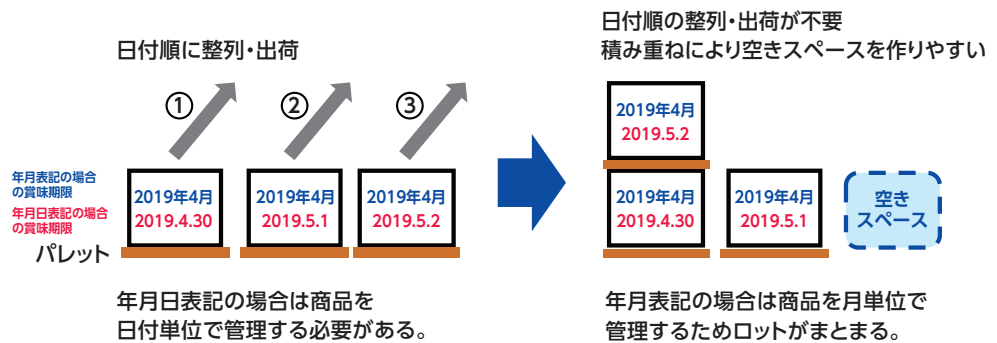 日付順に整列・出荷
① ② ③
年月表記の場合
の賞味期限
年月日表記の場合
の賞味期限
2019年4月
2019.4.30
2019年4月
2019.5.1
2019年4月
2019.5.2
パレット
年月日表記の場合は商品を
日付単位で管理する必要がある。
日付順の整列・出荷が不要
積み重ねにより空きスペースを作りやすい
2019年4月
2019.5.2
2019年4月
2019.4.30
2019年4月
2019.5.1
空き
スペース
年月表記の場合は商品を月単位で
管理するためロットがまとまる。